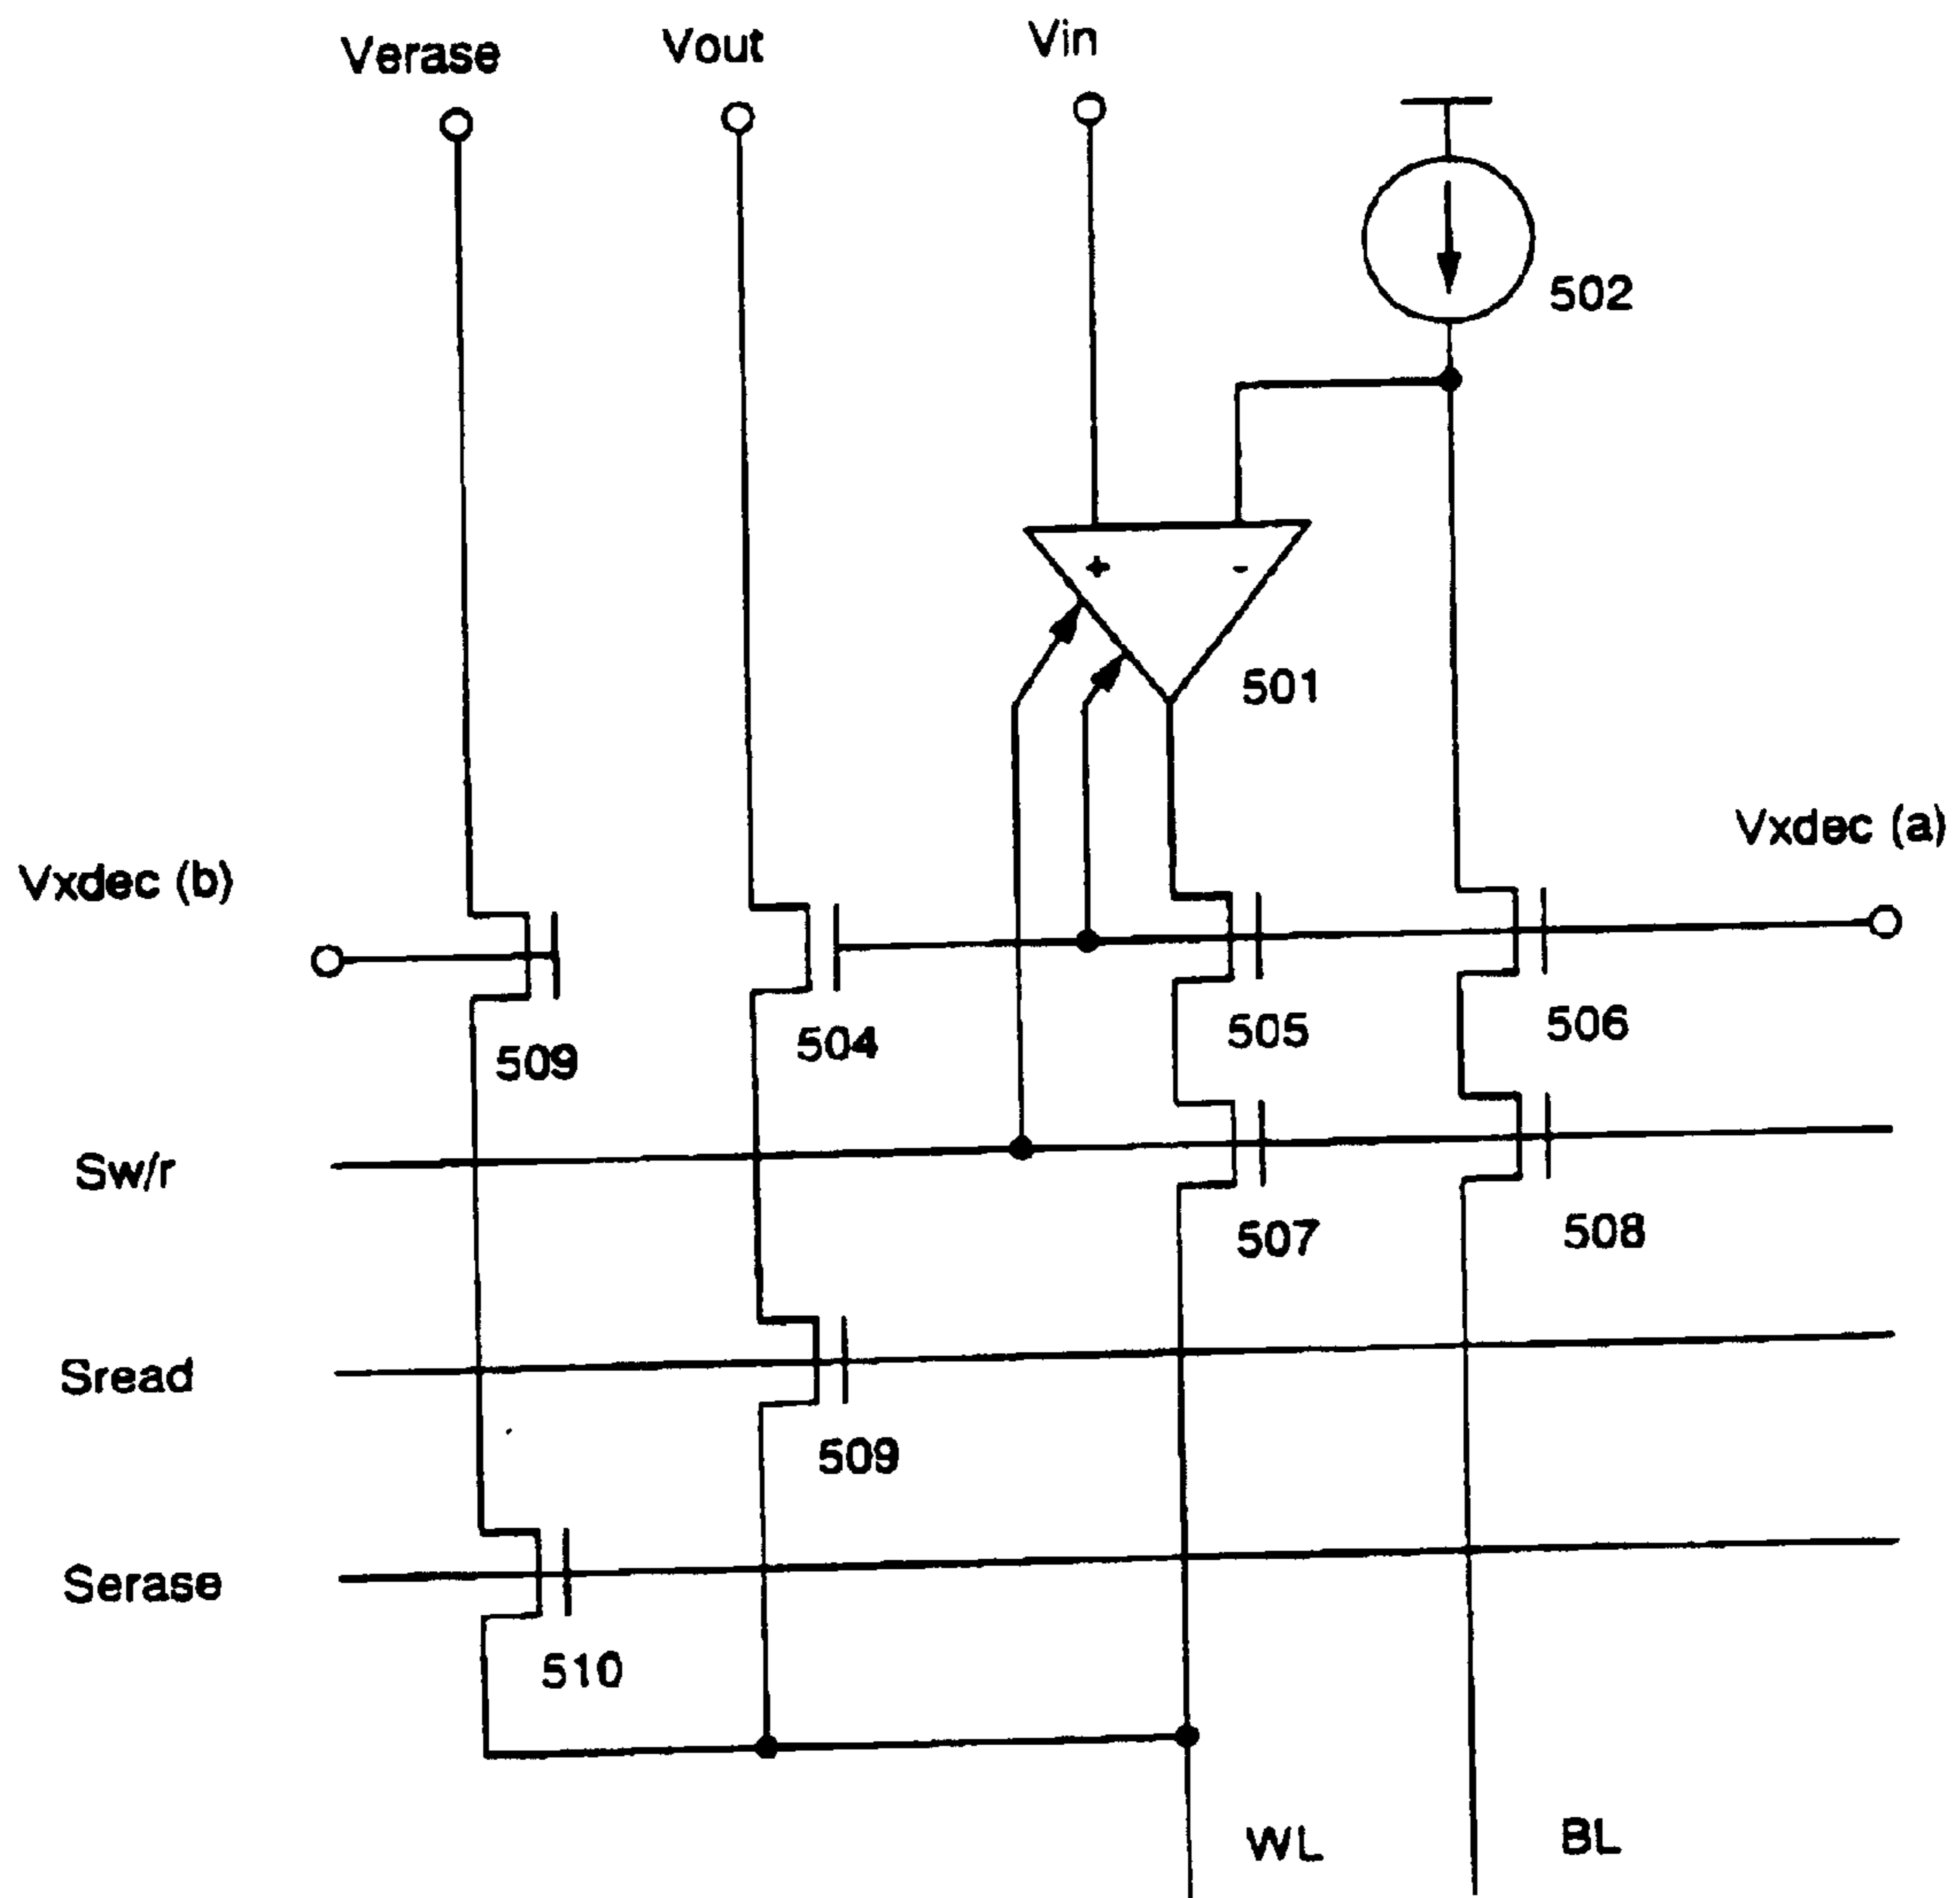 Verase
Vout
Vin
502
+
-
501
Vxdec (a)
Vxdec (b)
509
504
505
506
Sw/r
507
508
Sread
509
Serase
510
WL
BL